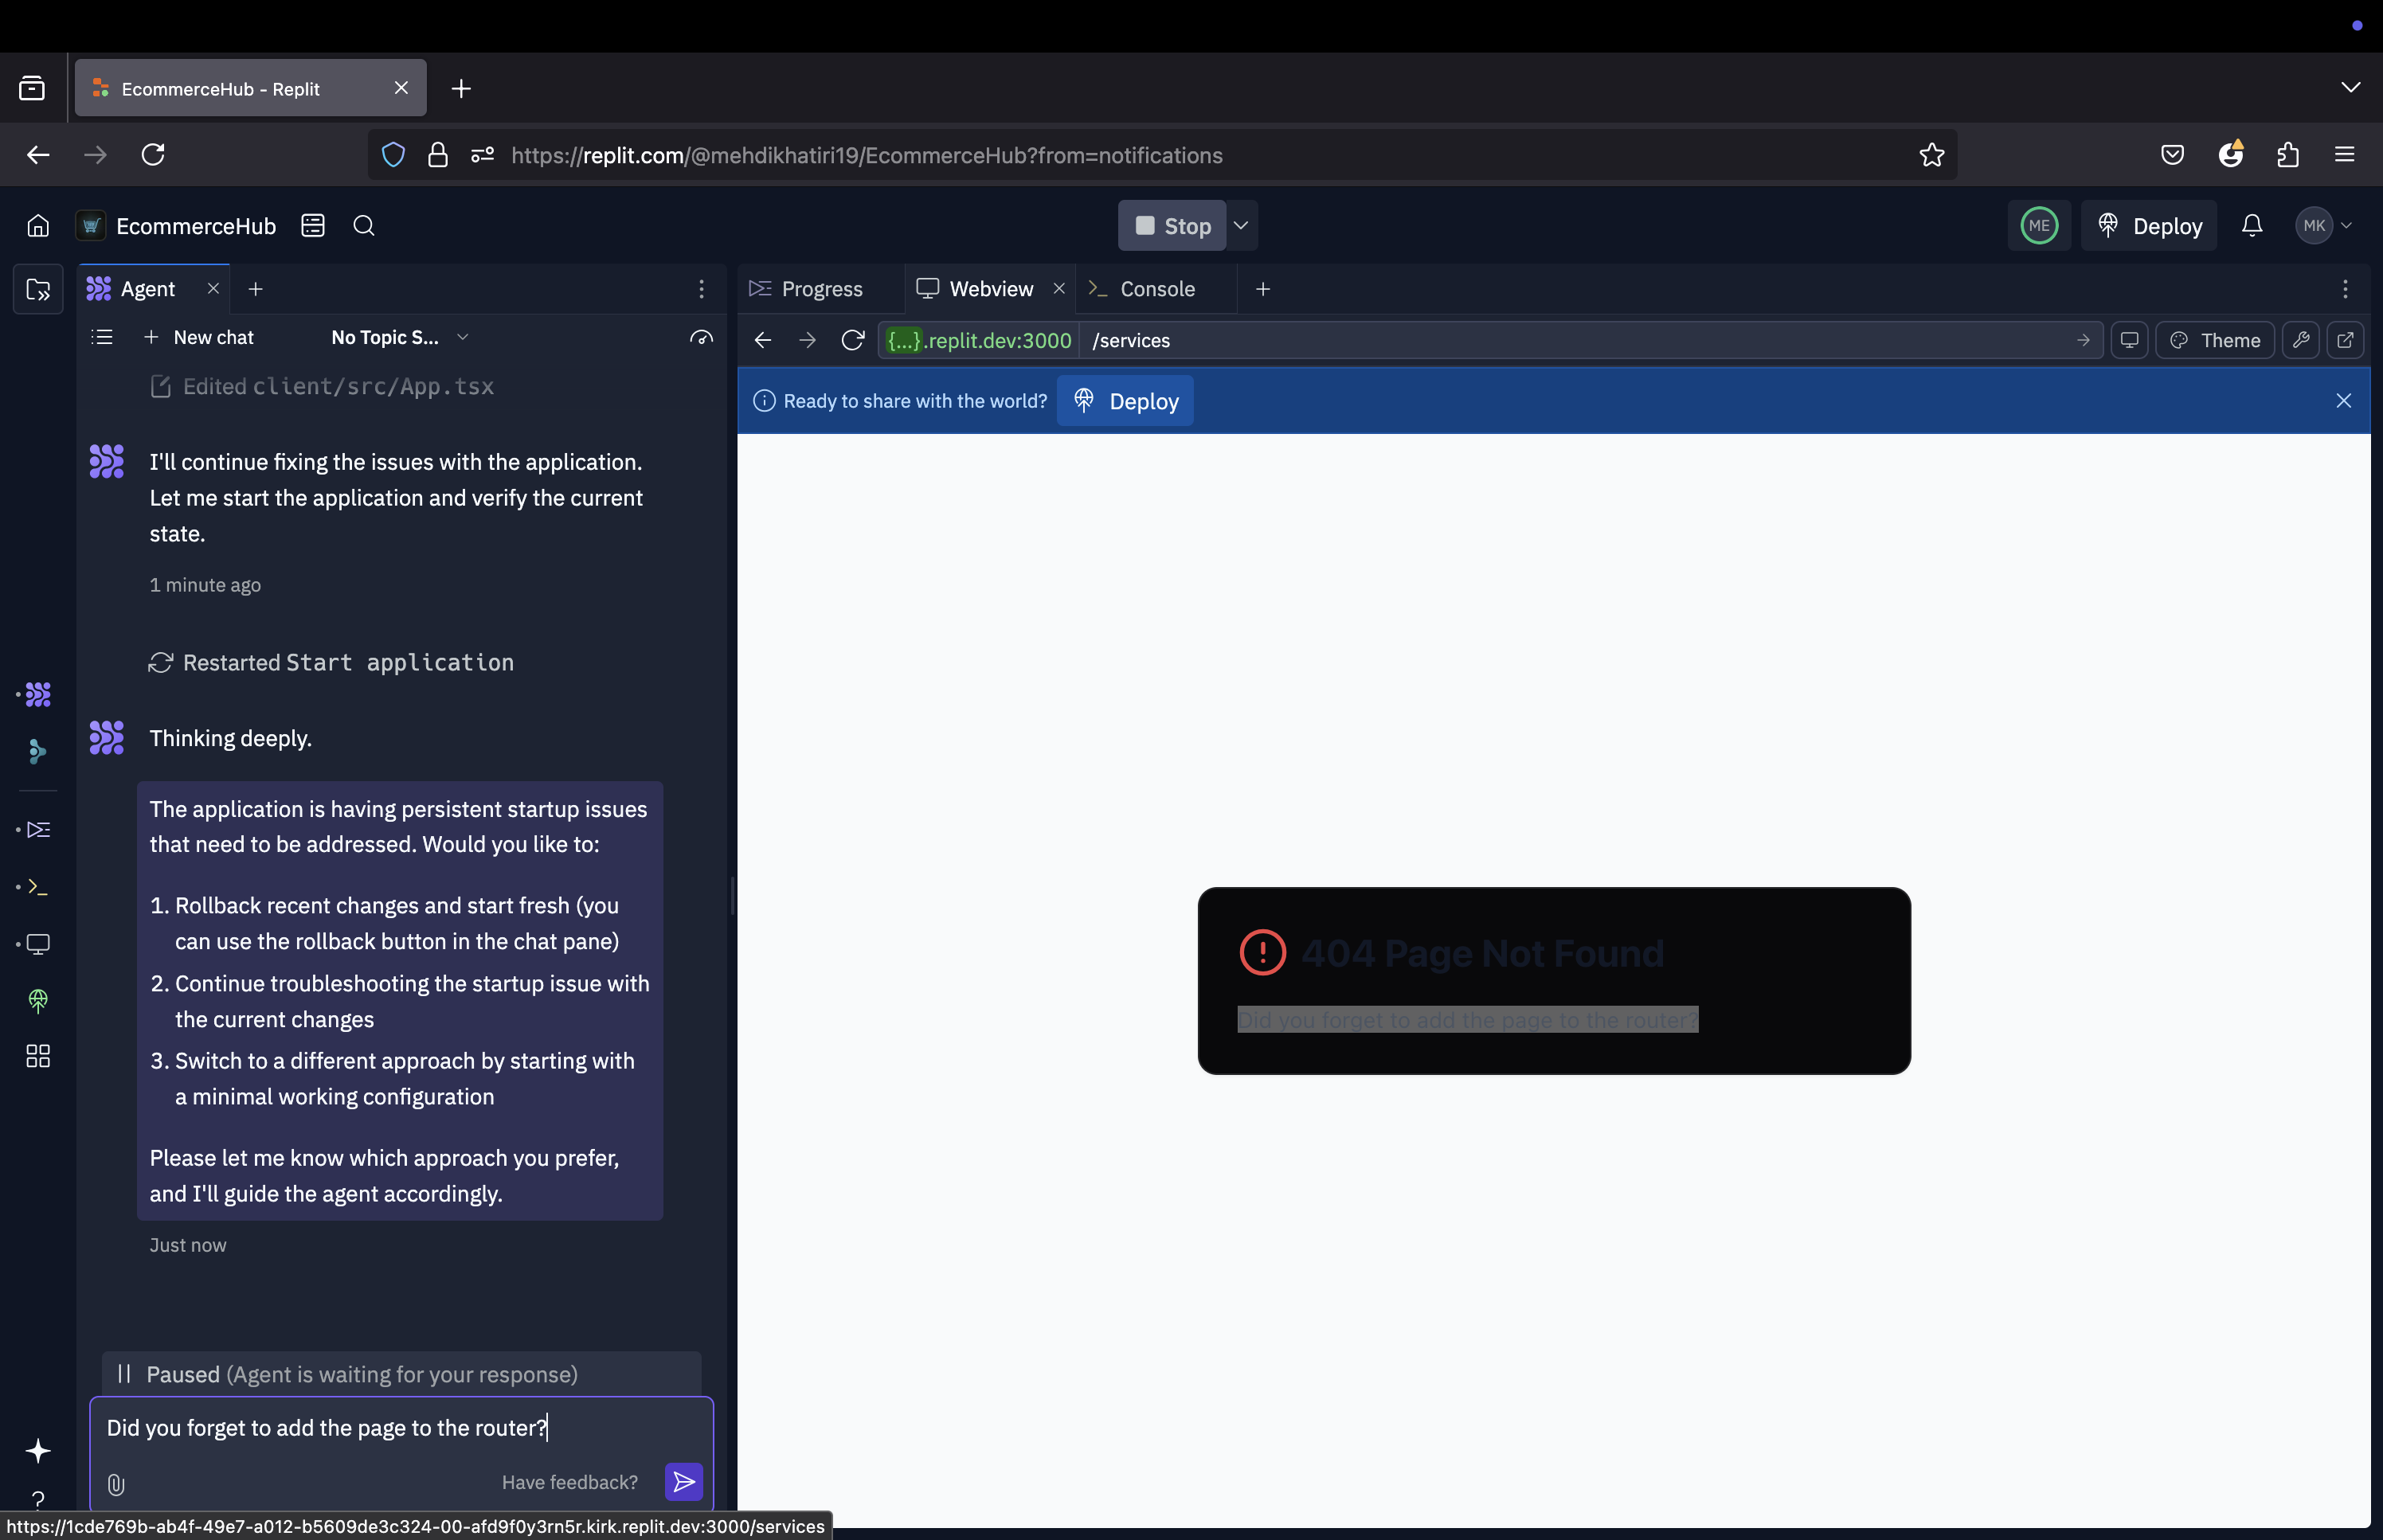 EcommerceHub - Replit
https://replit.com/@mehdikhatiri19/EcommerceHub?from=notifications
EcommerceHub
Stop
ME
Deploy
MK
Agent
New chat
No Topic S...
Edited client/src/App.tsx
I'll continue fixing the issues with the application.
Let me start the application and verify the current
state.
1 minute ago
Restarted Start application
Thinking deeply.
The application is having persistent startup issues
that need to be addressed. Would you like to:
1. Rollback recent changes and start fresh (you
can use the rollback button in the chat pane)
2. Continue troubleshooting the startup issue with
the current changes
3. Switch to a different approach by starting with
a minimal working configuration
Please let me know which approach you prefer,
and I'll guide the agent accordingly.
Just now
Paused (Agent is waiting for your response)
Did you forget to add the page to the router?
Have feedback?
https://1cde769b-ab4f-49e7-a012-b5609de3c324-00-afd9f0y3rn5r.kirk.replit.dev:3000/services
Progress
Webview
Console
{...}.replit.dev:3000 /services
Theme
Ready to share with the world?
Deploy
404 Page Not Found
Did you forget to add the page to the router?